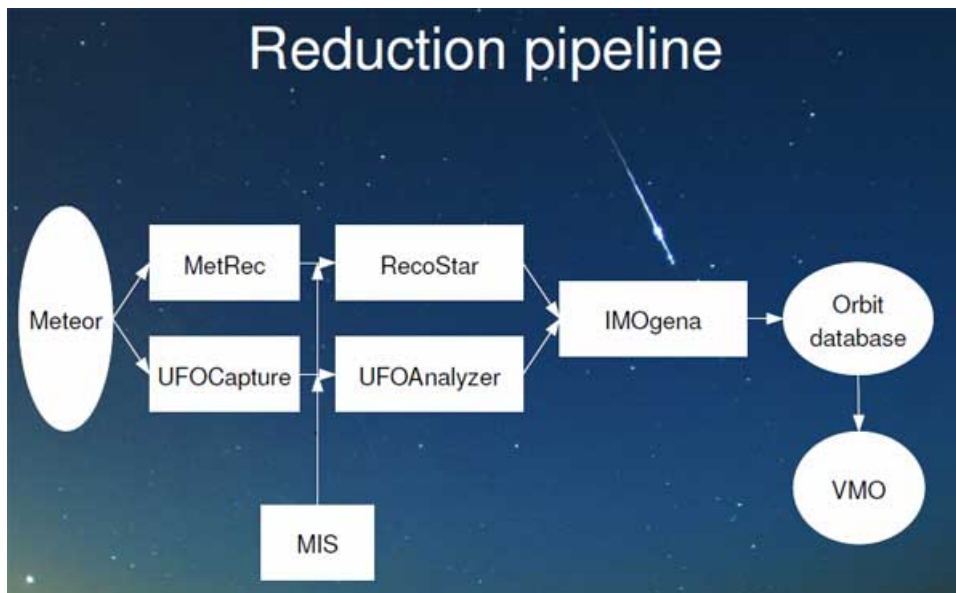 Reduction pipeline
MetRec
RecoStar
Meteor
IMOgena
Orbit
database
UFOCapture
UFOAnalyzer
VMO
MIS